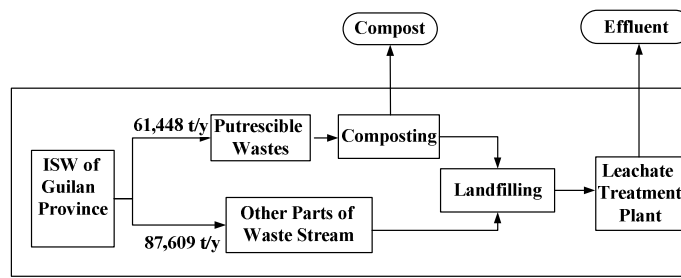 Compost
Effluent
61,448 t/y
Putrescible
Wastes
Composting
ISW of
Guilan
Province
Landfilling
Leachate
Treatment
Plant
Other Parts of
Waste Stream
87,609 t/y